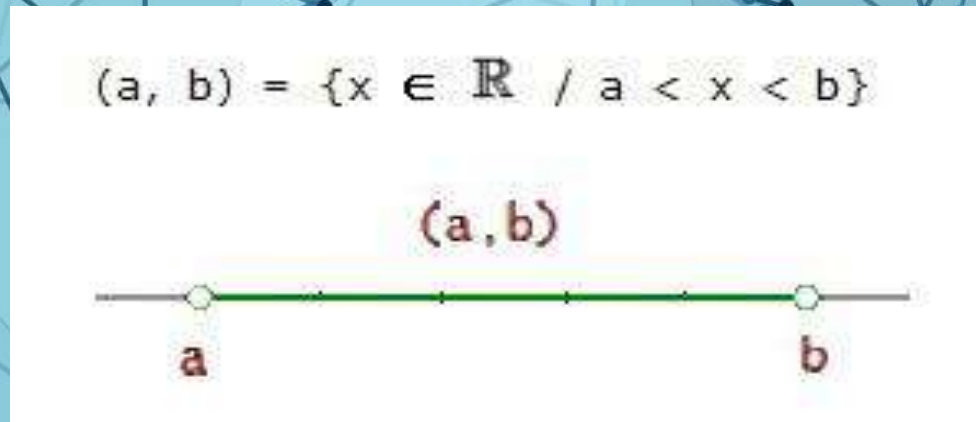 (a, b) = {x ∈ ℝ / a < x < b}
(a,b)
a b